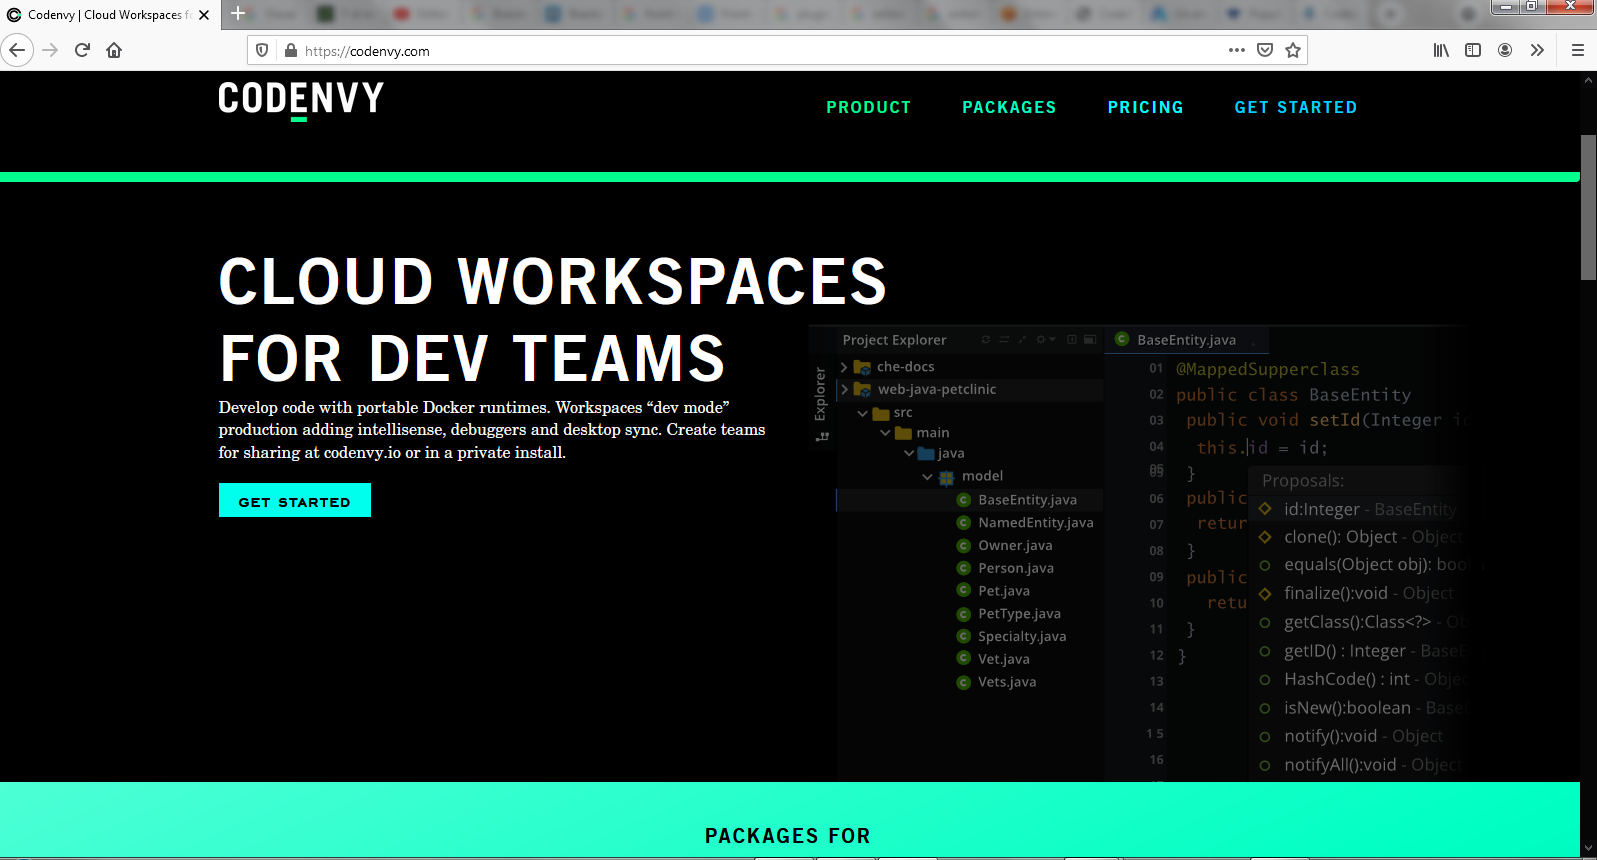 Codenvy | Cloud Workspaces fo
https://codenvy.com
CODENVY
PRODUCT PACKAGES PRICING GET STARTED
CLOUD WORKSPACES
FOR DEV TEAMS
Develop code with portable Docker runtimes. Workspaces “dev mode”
production adding intellisense, debuggers and desktop sync. Create teams
for sharing at codenvy.io or in a private install.
GET STARTED
Explorer
Project Explorer
che-docs
web-java-petclinic
src
main
java
model
BaseEntity.java
NamedEntity.java
Owner.java
Person.java
Pet.java
PetType.java
Specialty.java
Vet.java
Vets.java
BaseEntity.java
01 @MappedSupperclass
02 public class BaseEntity
03 public void setId(Integer id
04 this.id = id;
05 }
06 public
07 retur
08 }
09 public
10 retu
11 }
12 }
13
14
15
16
Proposals:
id:Integer - BaseEntity
clone(): Object - Object
equals(Object obj): boo
finalize():void - Object
getClass():Class<?> - Ob
getID() : Integer - BaseE
HashCode() : int - Obje
isNew():boolean - Base
notify():void - Object
notifyAll():void - Object
PACKAGES FOR